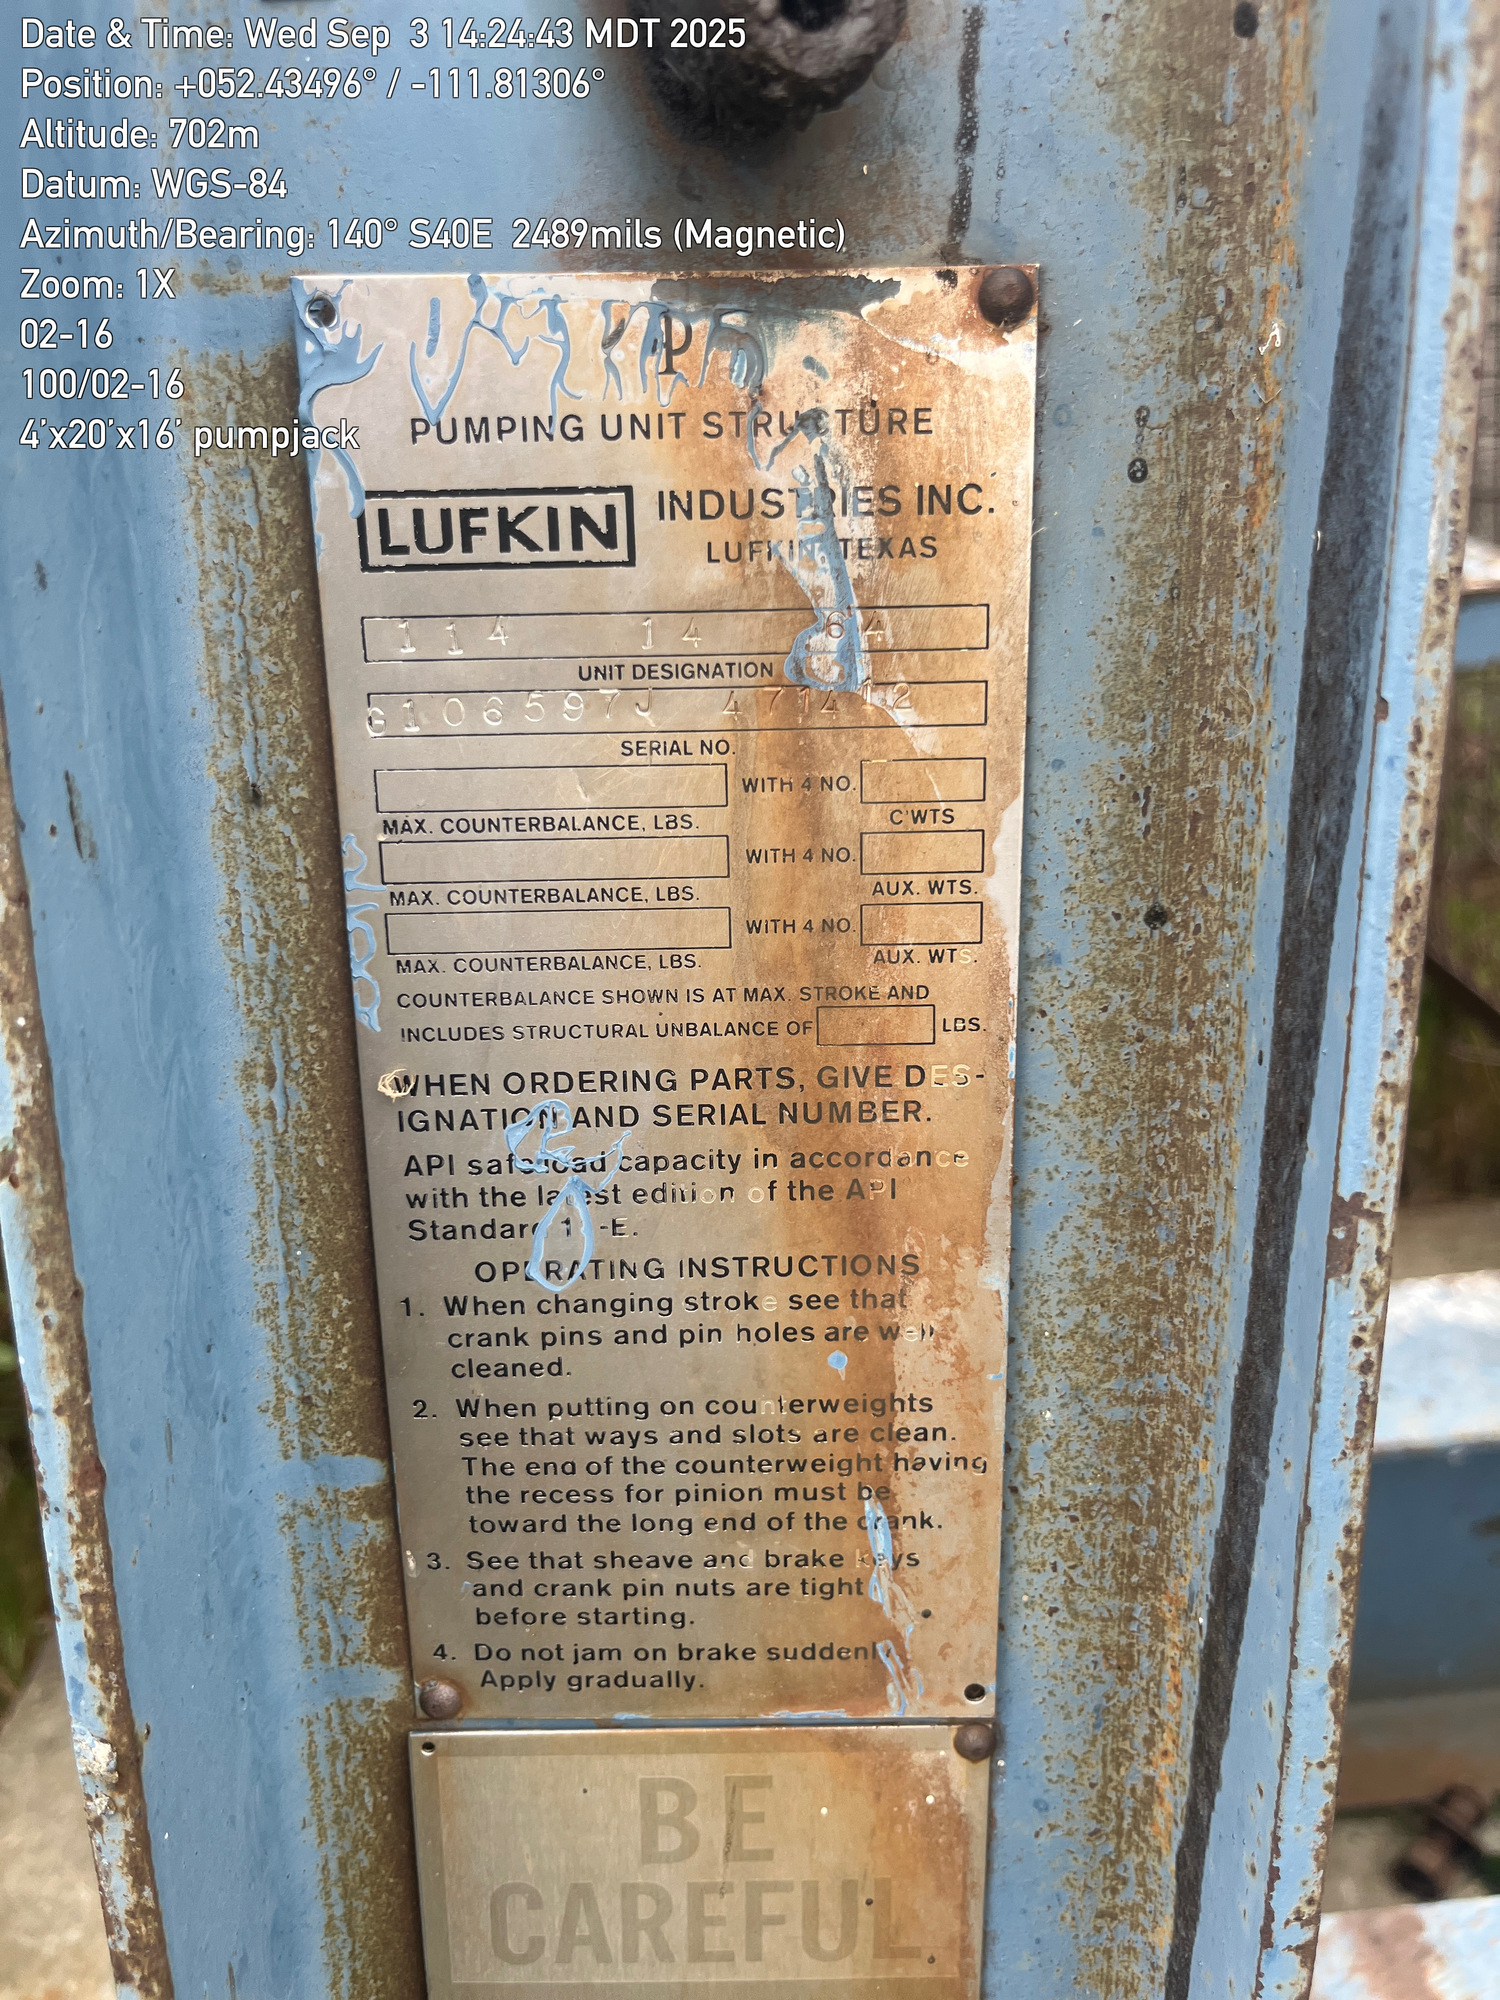 Date & Time: Wed Sep 3 14:24:43 MDT 2025
Position: +052.43496° / -111.81306°
Altitude: 702m
Datum: WGS-84
Azimuth/Bearing: 140° S40E 2489mils (Magnetic)
Zoom: 1X
02-16
100/02-16
4'x20'x16' pumpjack
PUMPING UNIT STRUCTURE
LUFKIN INDUSTRIES INC.
LUFKIN, TEXAS
114 14 64
UNIT DESIGNATION
G106597J 471412
SERIAL NO.
WITH 4 NO.
MAX. COUNTERBALANCE, LBS. C'WTS
WITH 4 NO.
MAX. COUNTERBALANCE, LBS. AUX. WTS.
WITH 4 NO.
MAX. COUNTERBALANCE, LBS. AUX. WTS.
COUNTERBALANCE SHOWN IS AT MAX. STROKE AND
INCLUDES STRUCTURAL UNBALANCE OF LBS.
WHEN ORDERING PARTS, GIVE DES-
IGNATION AND SERIAL NUMBER.
API safe load capacity in accordance
with the latest edition of the API
Standard -E.
OPERATING INSTRUCTIONS
1. When changing stroke see that
crank pins and pin holes are well
cleaned.
2. When putting on counterweights
see that ways and slots are clean.
The end of the counterweight having
the recess for pinion must be
toward the long end of the crank.
3. See that sheave and brake keys
and crank pin nuts are tight
before starting.
4. Do not jam on brake suddenly
Apply gradually.
BE
CAREFUL